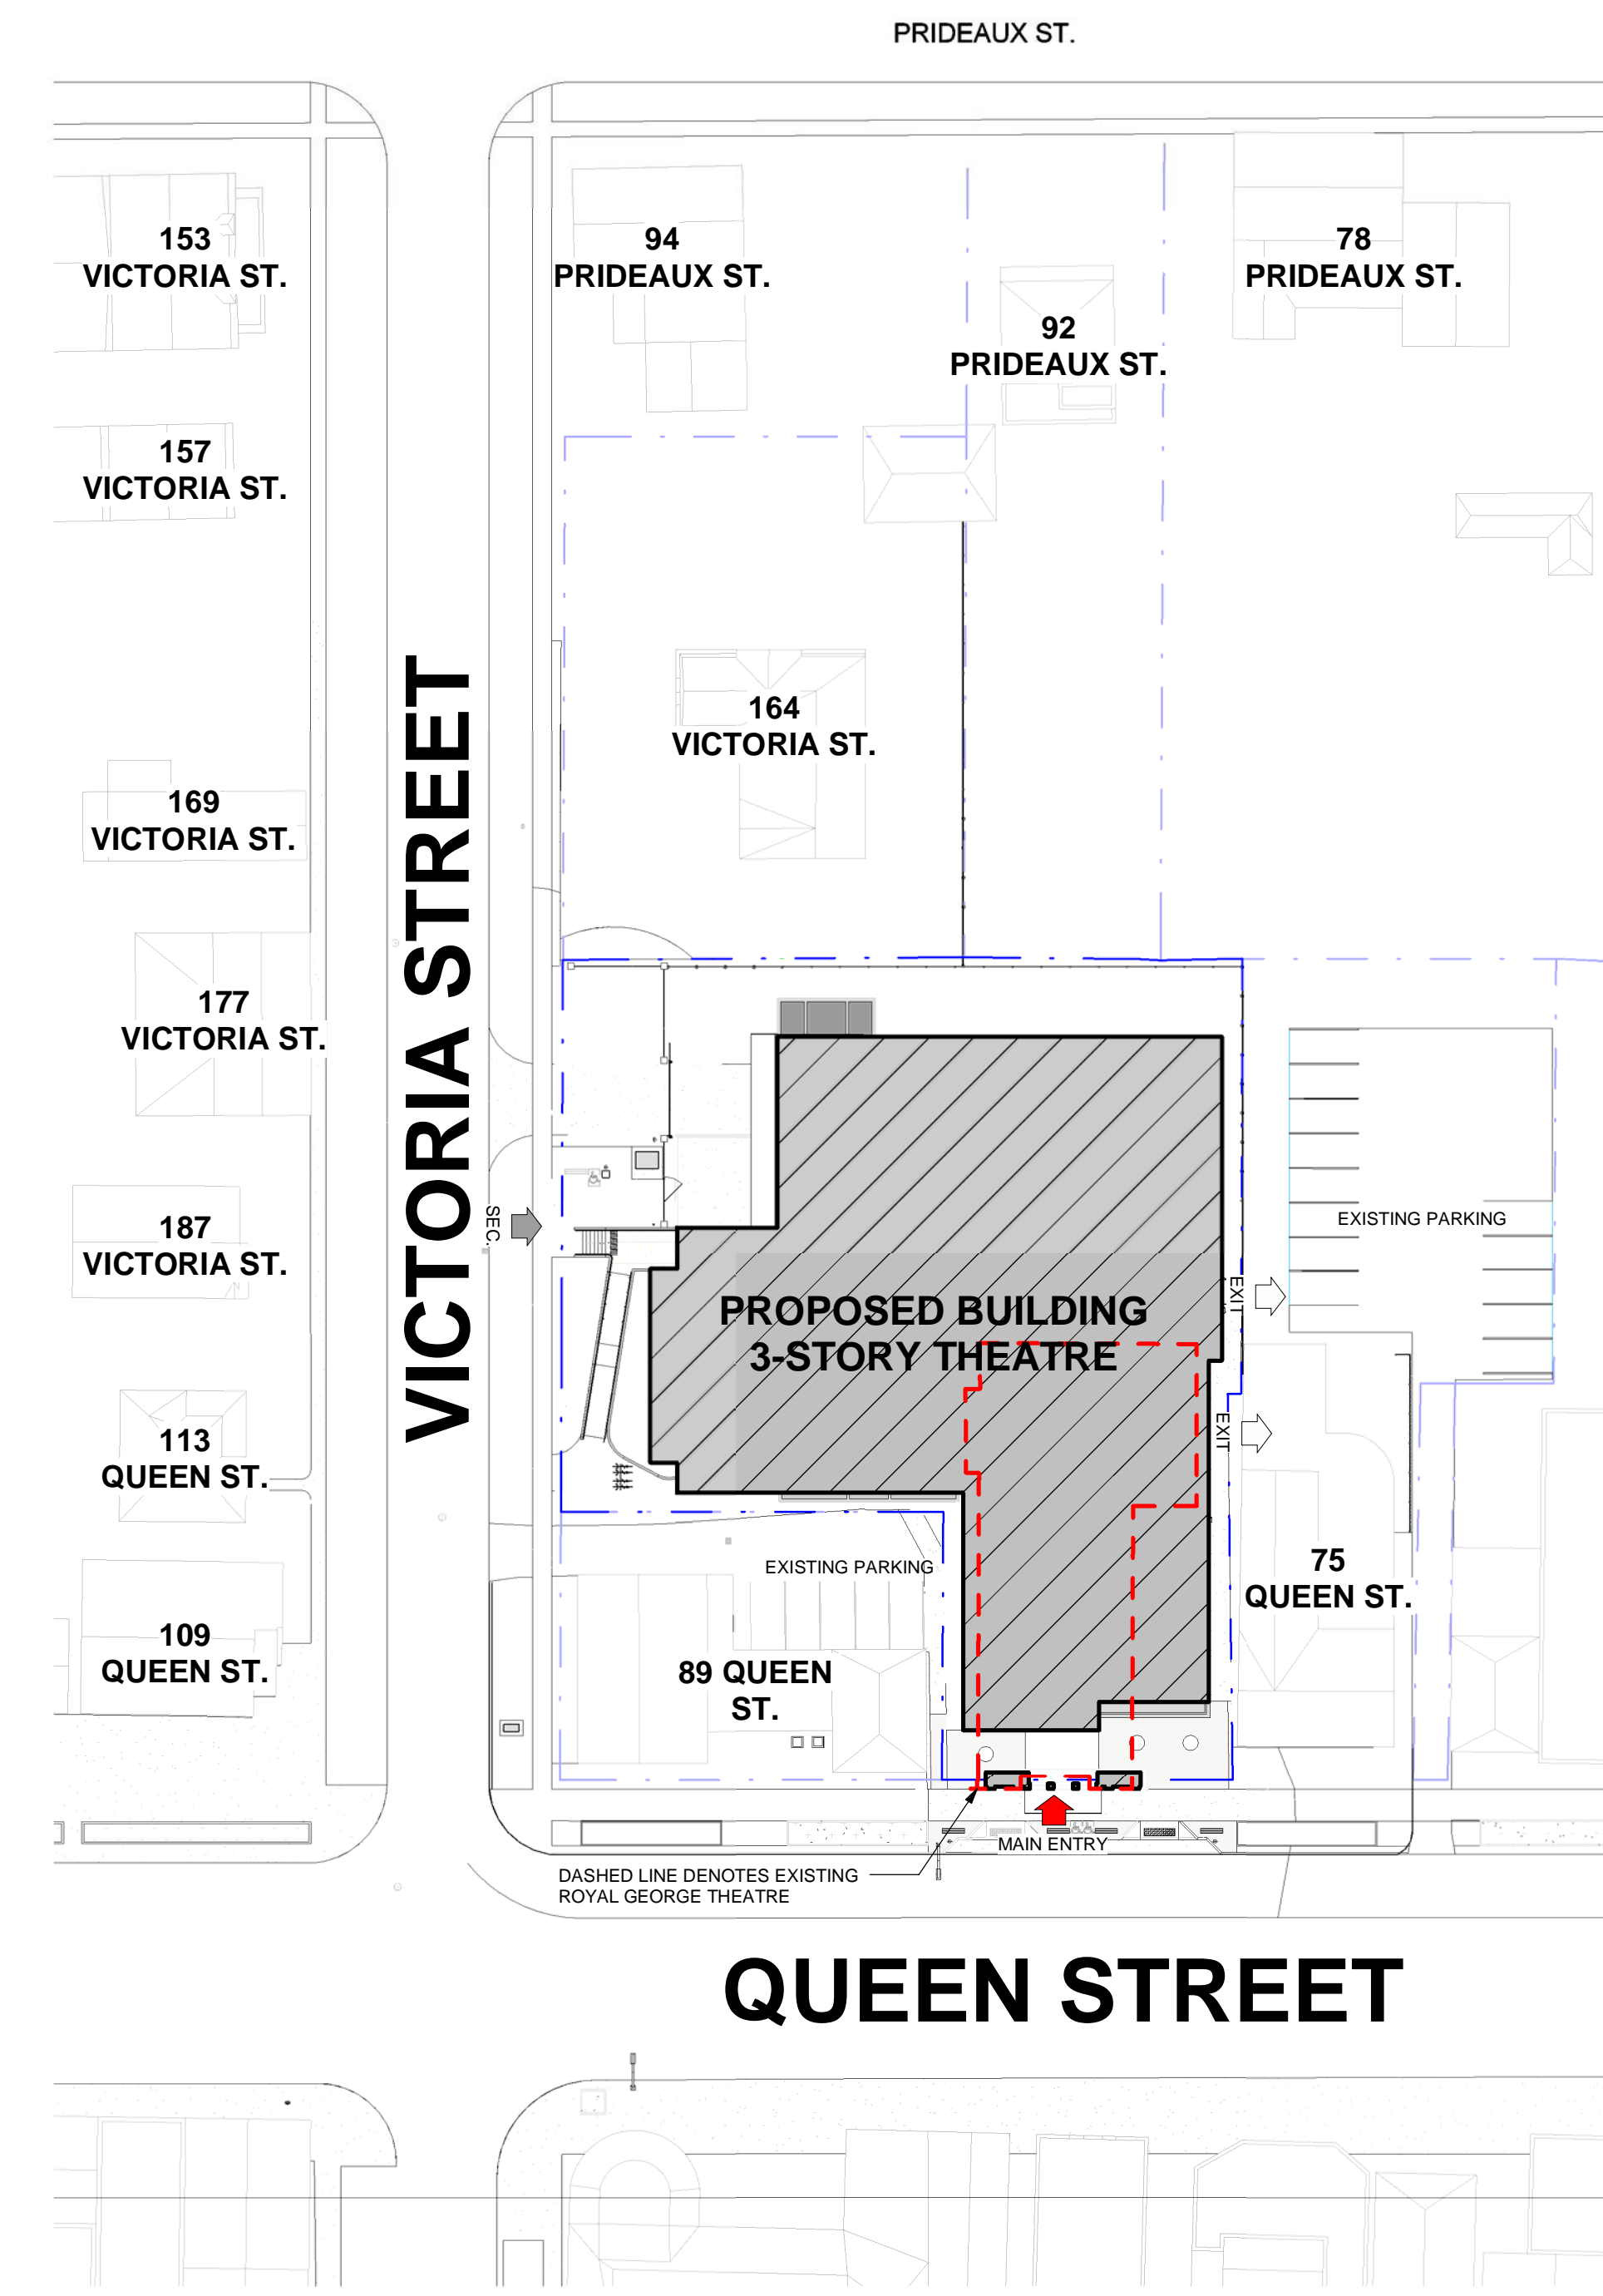 PRIDEAUX ST.
153
VICTORIA ST.
94
PRIDEAUX ST.
78
PRIDEAUX ST.
92
PRIDEAUX ST.
157
VICTORIA ST.
164
VICTORIA ST.
169
VICTORIA ST.
VICTORIA STREET
177
VICTORIA ST.
187
VICTORIA ST.
SEC.
EXISTING PARKING
EXIT
PROPOSED BUILDING
3-STORY THEATRE
EXIT
113
QUEEN ST.
EXISTING PARKING
75
QUEEN ST.
109
QUEEN ST.
89 QUEEN
ST.
MAIN ENTRY
DASHED LINE DENOTES EXISTING
ROYAL GEORGE THEATRE
QUEEN STREET